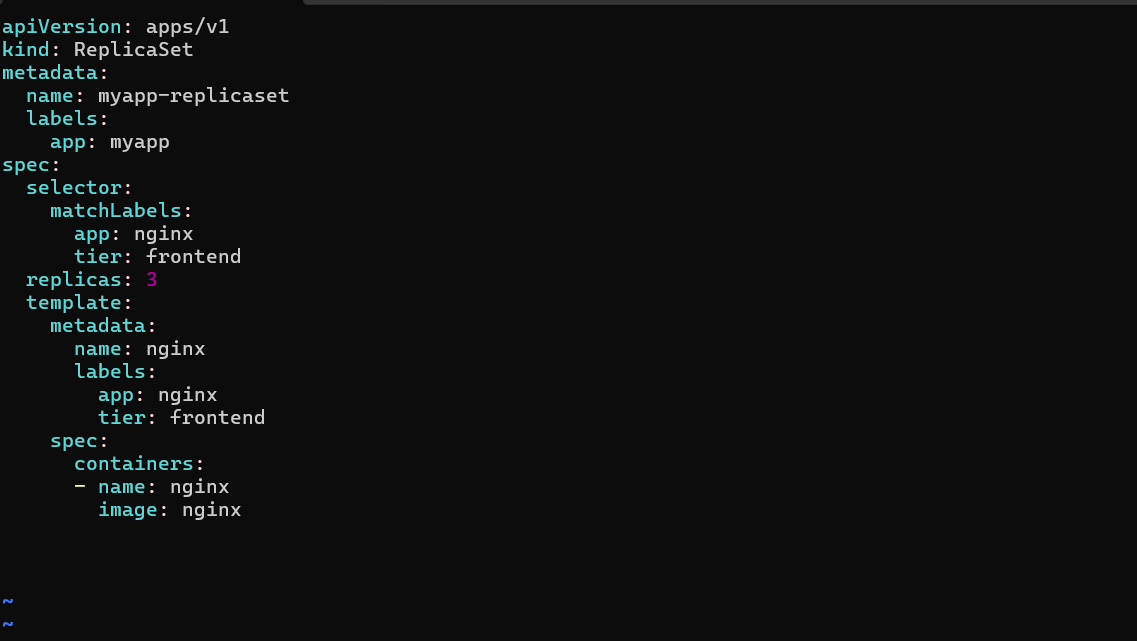 apiVersion: apps/v1
kind: ReplicaSet
metadata:
  name: myapp-replicaset
  labels:
    app: myapp
spec:
  selector:
    matchLabels:
      app: nginx
      tier: frontend
  replicas: 3
  template:
    metadata:
      name: nginx
      labels:
        app: nginx
        tier: frontend
    spec:
      containers:
      - name: nginx
        image: nginx
~
~